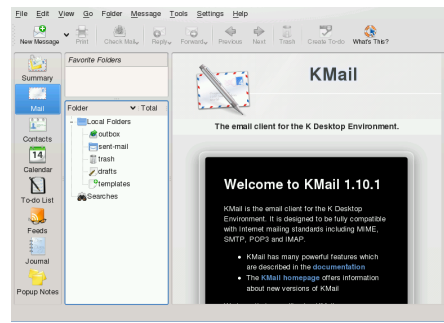 File Edit View Go Folder Message Tools Settings Help
New Message Print Check Mail Reply Forward Previous Next Trash Create To-do What's This?
Summary
Mail
Contacts
14
Calendar
To-do List
Feeds
Journal
Popup Notes
Favorite Folders
Folder Total
Local Folders
outbox
sent-mail
trash
drafts
templates
Searches
KMail
The email client for the K Desktop Environment.
Welcome to KMail 1.10.1
KMail is the email client for the K Desktop
Environment. It is designed to be fully compatible
with Internet mailing standards including MIME,
SMTP, POP3 and IMAP.
• KMail has many powerful features which
are described in the documentation
• The KMail homepage offers information
about new versions of KMail